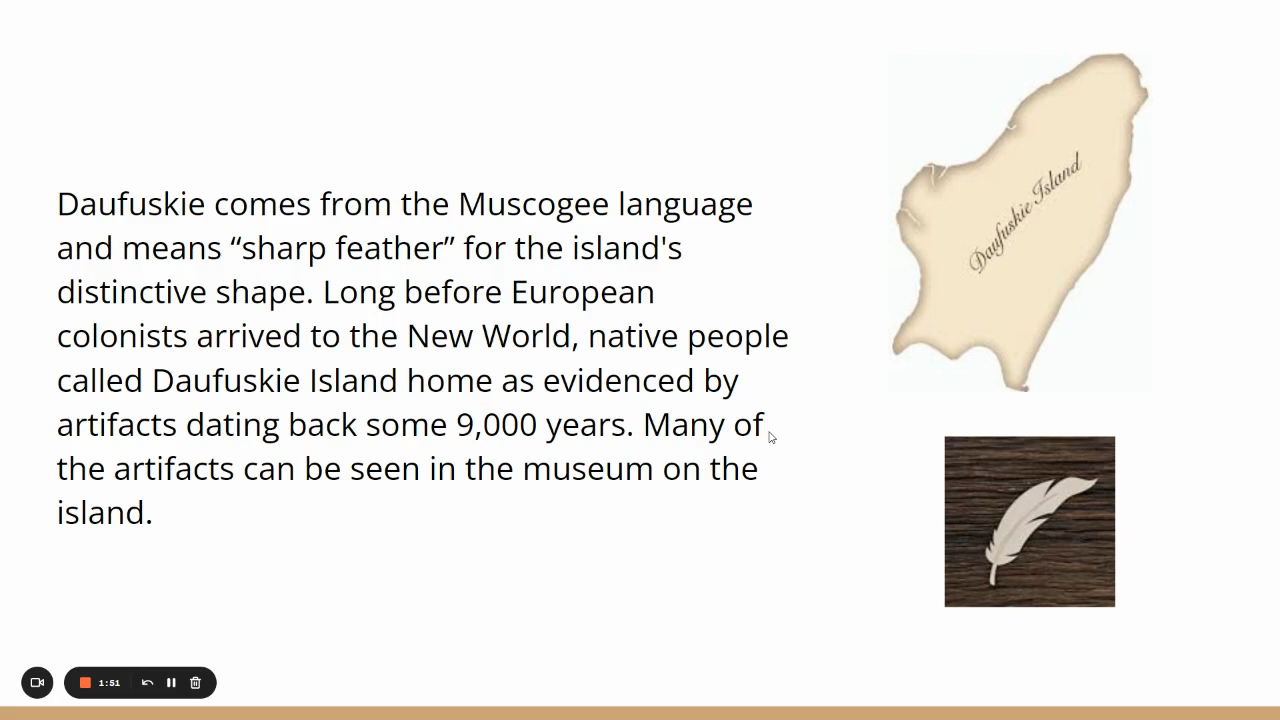 Daufuskie comes from the Muscogee language
and means “sharp feather” for the island's
distinctive shape. Long before European
colonists arrived to the New World, native people
called Daufuskie Island home as evidenced by
artifacts dating back some 9,000 years. Many of
the artifacts can be seen in the museum on the
island.
Daufuskie Island
1:51